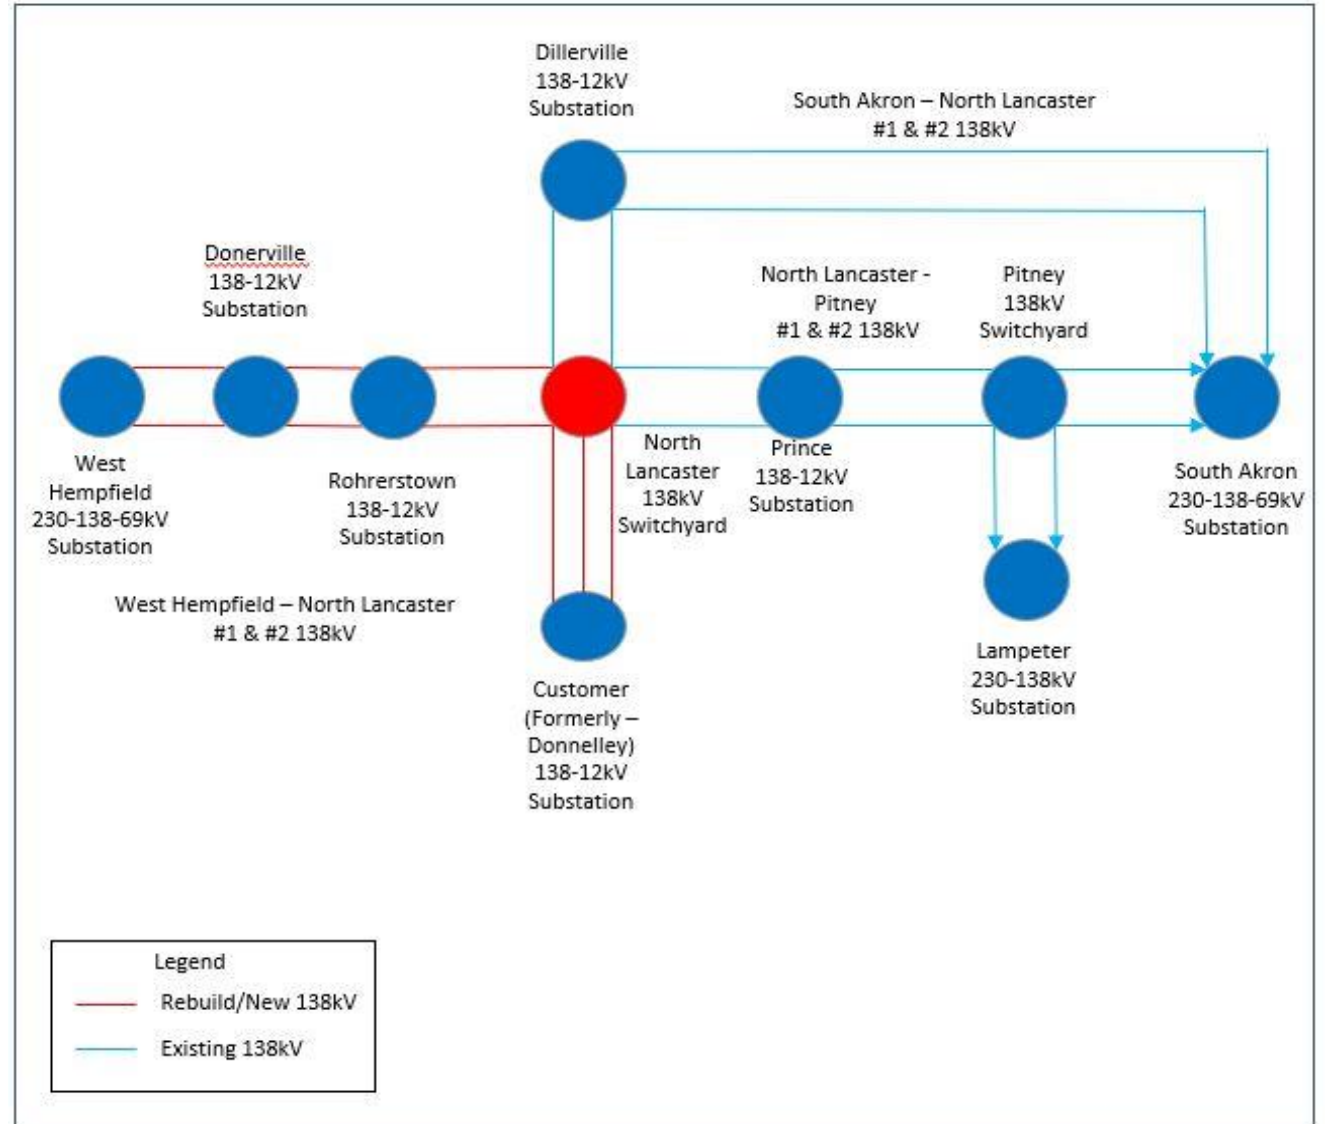 Dillerville
138-12kV
Substation
South Akron – North Lancaster
#1 & #2 138kV
Donerville
138-12kV
Substation
North Lancaster -
Pitney
#1 & #2 138kV
Pitney
138kV
Switchyard
West
Hempfield
230-138-69kV
Substation
Rohrerstown
138-12kV
Substation
North
Lancaster
138kV
Switchyard
Prince
138-12kV
Substation
South Akron
230-138-69kV
Substation
West Hempfield – North Lancaster
#1 & #2 138kV
Customer
(Formerly –
Donnelley)
138-12kV
Substation
Lampeter
230-138kV
Substation
Legend
Rebuild/New 138kV
Existing 138kV